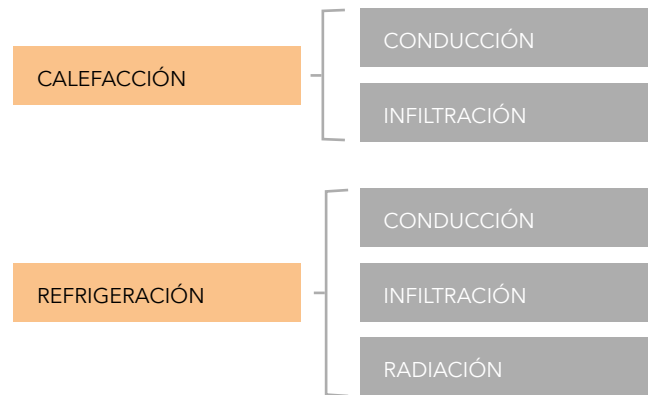 CALEFACCIÓN
CONDUCCIÓN
INFILTRACIÓN
REFRIGERACIÓN
CONDUCCIÓN
INFILTRACIÓN
RADIACIÓN